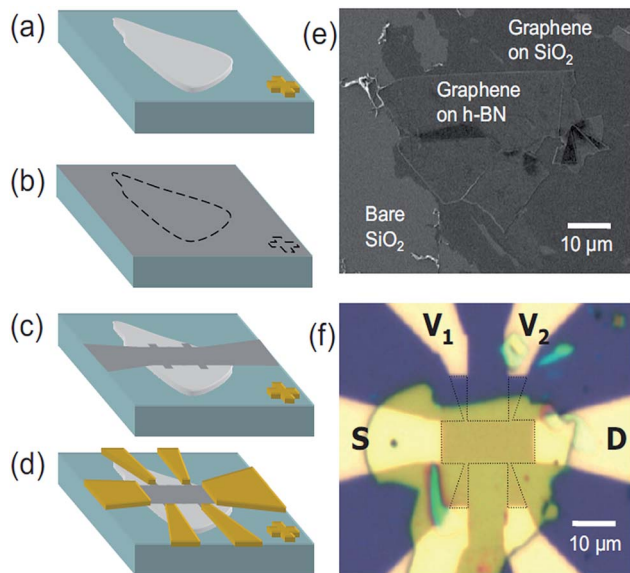 (a)
(b)
(c)
(d)
(e)
Graphene
on SiO₂
Graphene
on h-BN
Bare
SiO₂
10 μm
(f)
V₁
V₂
S
D
10 μm